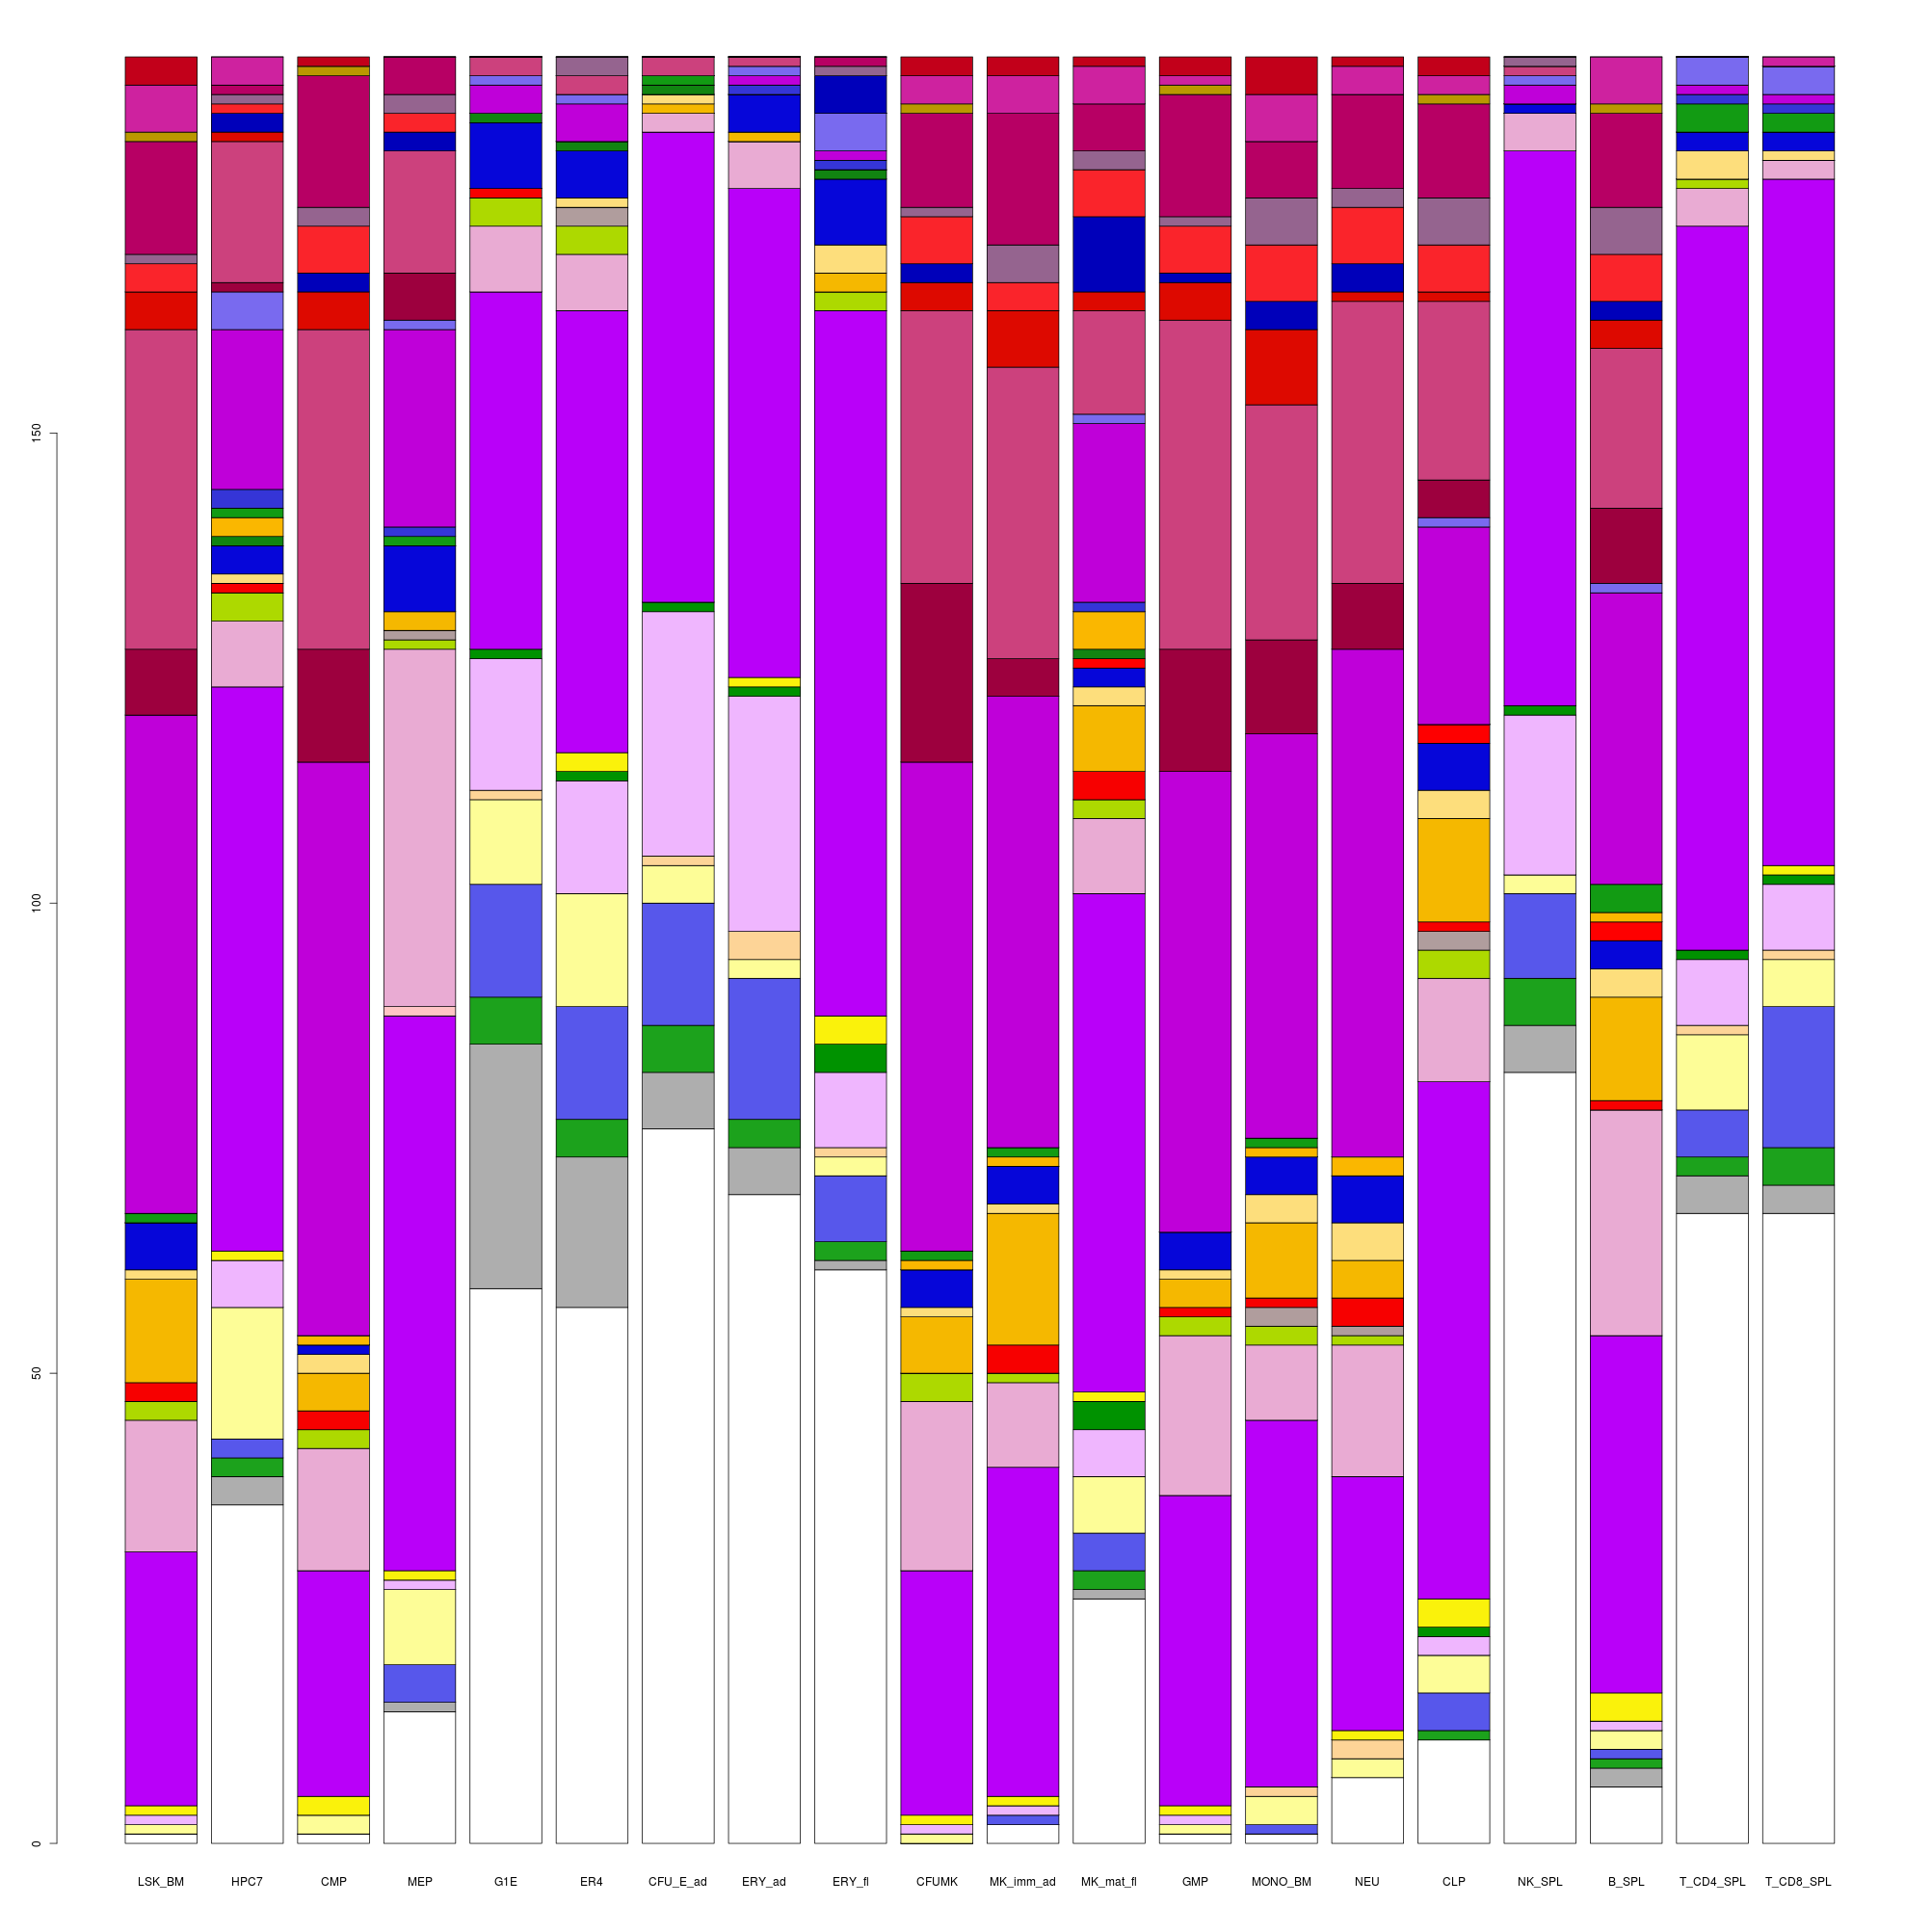 150
100
50
0
LSK_BM HPC7 CMP MEP G1E ER4 CFU_E_ad ERY_ad ERY_fl CFUMK MK_imm_ad MK_mat_fl GMP MONO_BM NEU CLP NK_SPL B_SPL T_CD4_SPL T_CD8_SPL